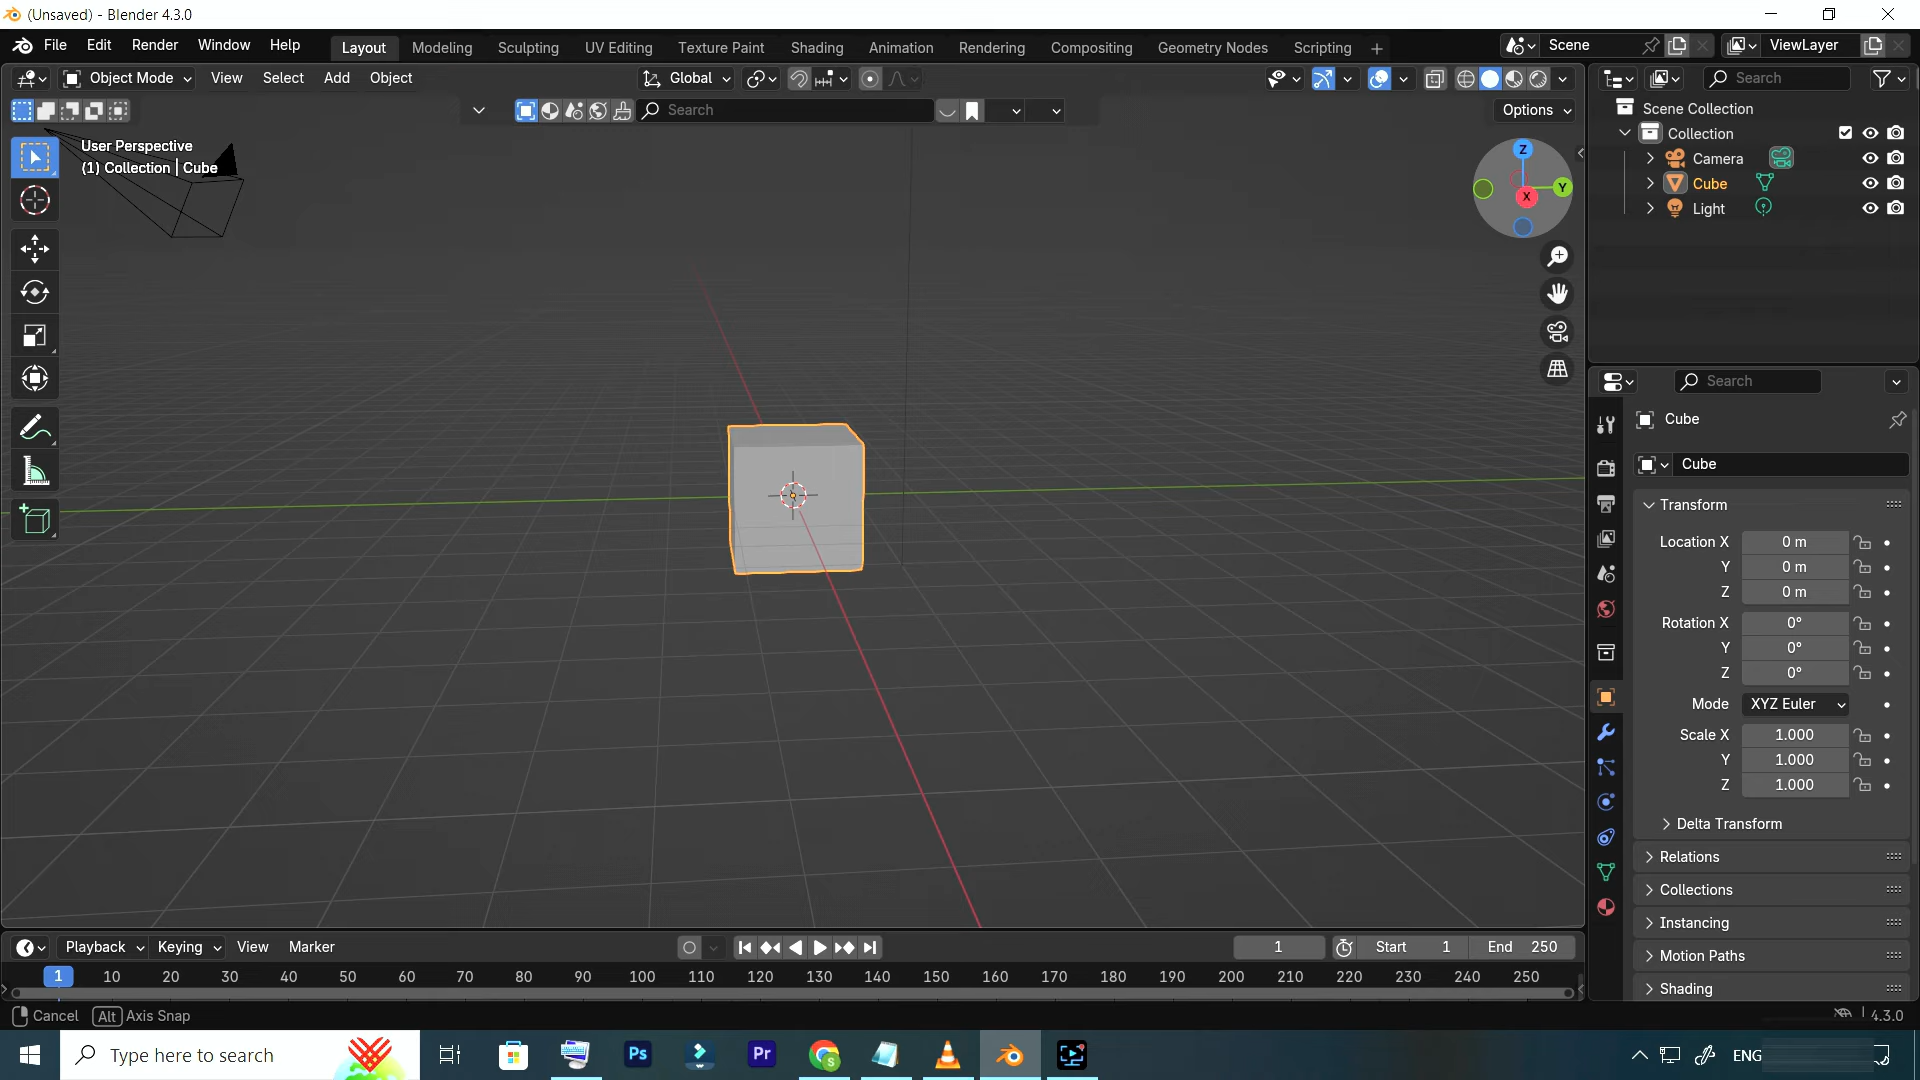 (Unsaved) - Blender 4.3.0
File Edit Render Window Help Layout Modeling Sculpting UV Editing Texture Paint Shading Animation Rendering Compositing Geometry Nodes Scripting + Scene ViewLayer
Object Mode View Select Add Object Global Search
Search Options
User Perspective
(1) Collection | Cube
Z
Y
X
Scene Collection
Collection
Camera
Cube
Light
Search
Cube
Cube
Transform
Location X 0 m
Y 0 m
Z 0 m
Rotation X 0°
Y 0°
Z 0°
Mode XYZ Euler
Scale X 1.000
Y 1.000
Z 1.000
Delta Transform
Relations
Collections
Instancing
Motion Paths
Shading
Playback Keying View Marker 1 Start 1 End 250
1 10 20 30 40 50 60 70 80 90 100 110 120 130 140 150 160 170 180 190 200 210 220 230 240 250
Cancel Alt Axis Snap 4.3.0
Type here to search Ps Pr S ENG